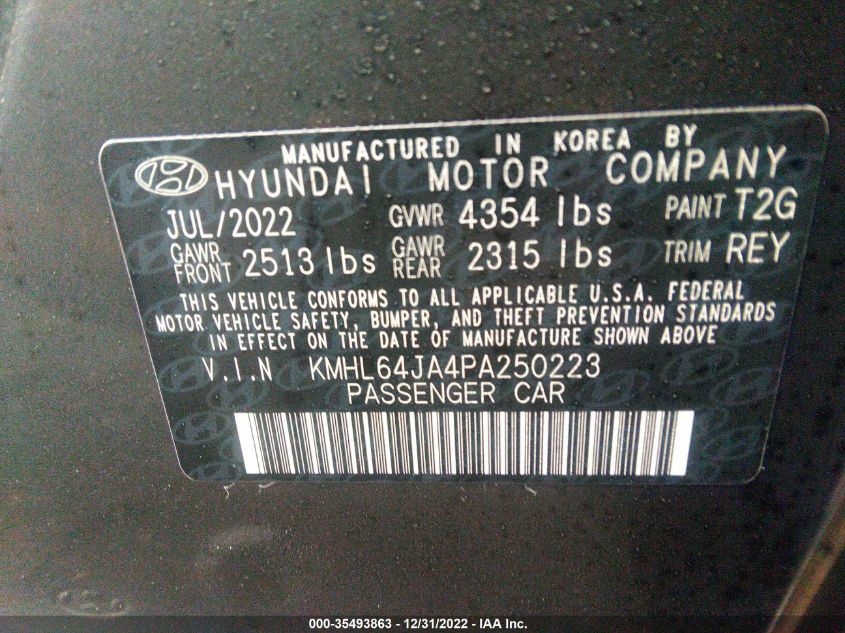 MANUFACTURED IN KOREA BY
HYUNDAI MOTOR COMPANY
JUL/2022 GVWR 4354 lbs PAINT T2G
GAWR FRONT 2513 lbs GAWR REAR 2315 lbs TRIM REY
THIS VEHICLE CONFORMS TO ALL APPLICABLE U.S.A. FEDERAL
MOTOR VEHICLE SAFETY, BUMPER, AND THEFT PREVENTION STANDARDS
IN EFFECT ON THE DATE OF MANUFACTURE SHOWN ABOVE
V.I.N KMHL64JA4PA250223
PASSENGER CAR
000-35493863 - 12/31/2022 - IAA Inc.